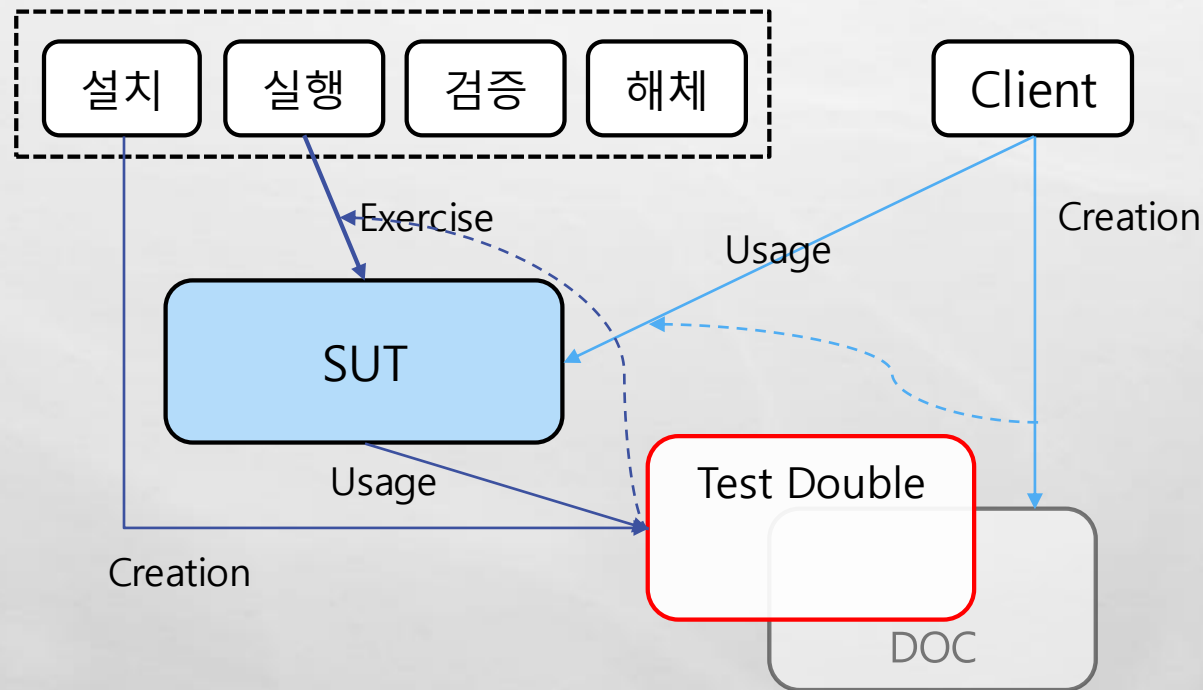 설치
실행
검증
해체
Client
Exercise
Creation
Usage
SUT
Usage
Test Double
Creation
DOC